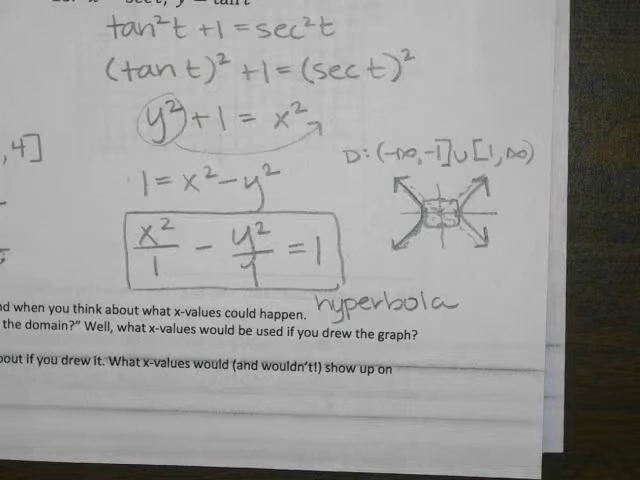 tan²t + 1 = sec²t
(tan t)² + 1 = (sec t)²
y² + 1 = x²
, 4]
D: (-∞, -1] ∪ [1, ∞)
1 = x² - y²
x²/1 - y²/1 = 1
hyperbola
nd when you think about what x-values could happen.
the domain?" Well, what x-values would be used if you drew the graph?
bout if you drew it. What x-values would (and wouldn't!) show up on